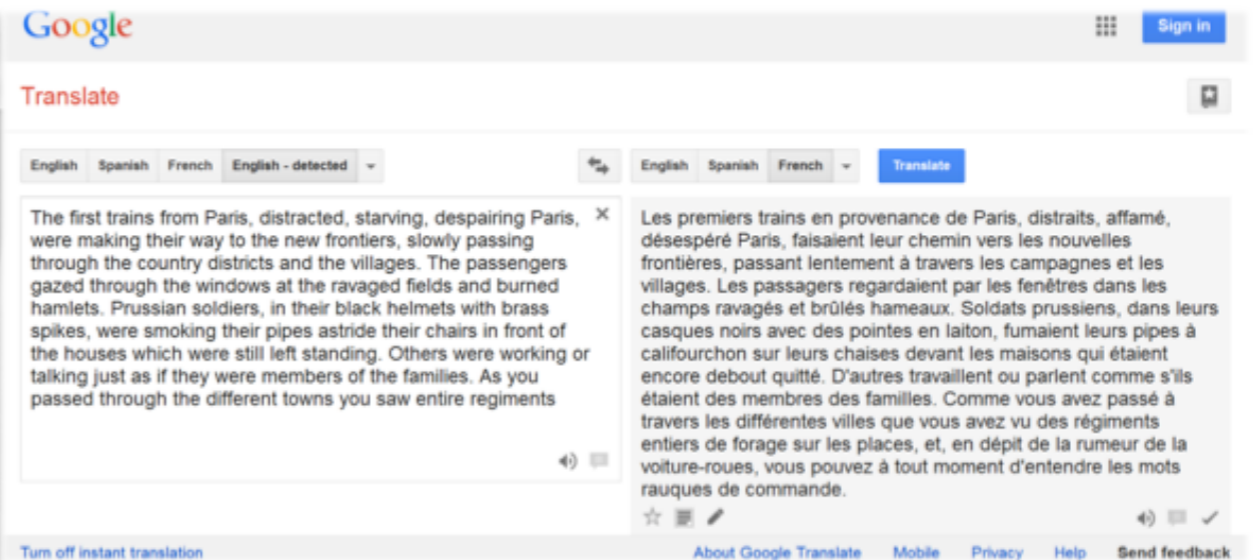 Google
Sign in
Translate
English Spanish French English - detected
English Spanish French Translate
The first trains from Paris, distracted, starving, despairing Paris,
were making their way to the new frontiers, slowly passing
through the country districts and the villages. The passengers
gazed through the windows at the ravaged fields and burned
hamlets. Prussian soldiers, in their black helmets with brass
spikes, were smoking their pipes astride their chairs in front of
the houses which were still left standing. Others were working or
talking just as if they were members of the families. As you
passed through the different towns you saw entire regiments
Les premiers trains en provenance de Paris, distraits, affamé,
désespéré Paris, faisaient leur chemin vers les nouvelles
frontières, passant lentement à travers les campagnes et les
villages. Les passagers regardaient par les fenêtres dans les
champs ravagés et brûlés hameaux. Soldats prussiens, dans leurs
casques noirs avec des pointes en laiton, fumaient leurs pipes à
califourchon sur leurs chaises devant les maisons qui étaient
encore debout quitté. D'autres travaillent ou parlent comme s'ils
étaient des membres des familles. Comme vous avez passé à
travers les différentes villes que vous avez vu des régiments
entiers de forage sur les places, et, en dépit de la rumeur de la
voiture-roues, vous pouvez à tout moment d'entendre les mots
rauques de commande.
Turn off instant translation
About Google Translate Mobile Privacy Help Send feedback